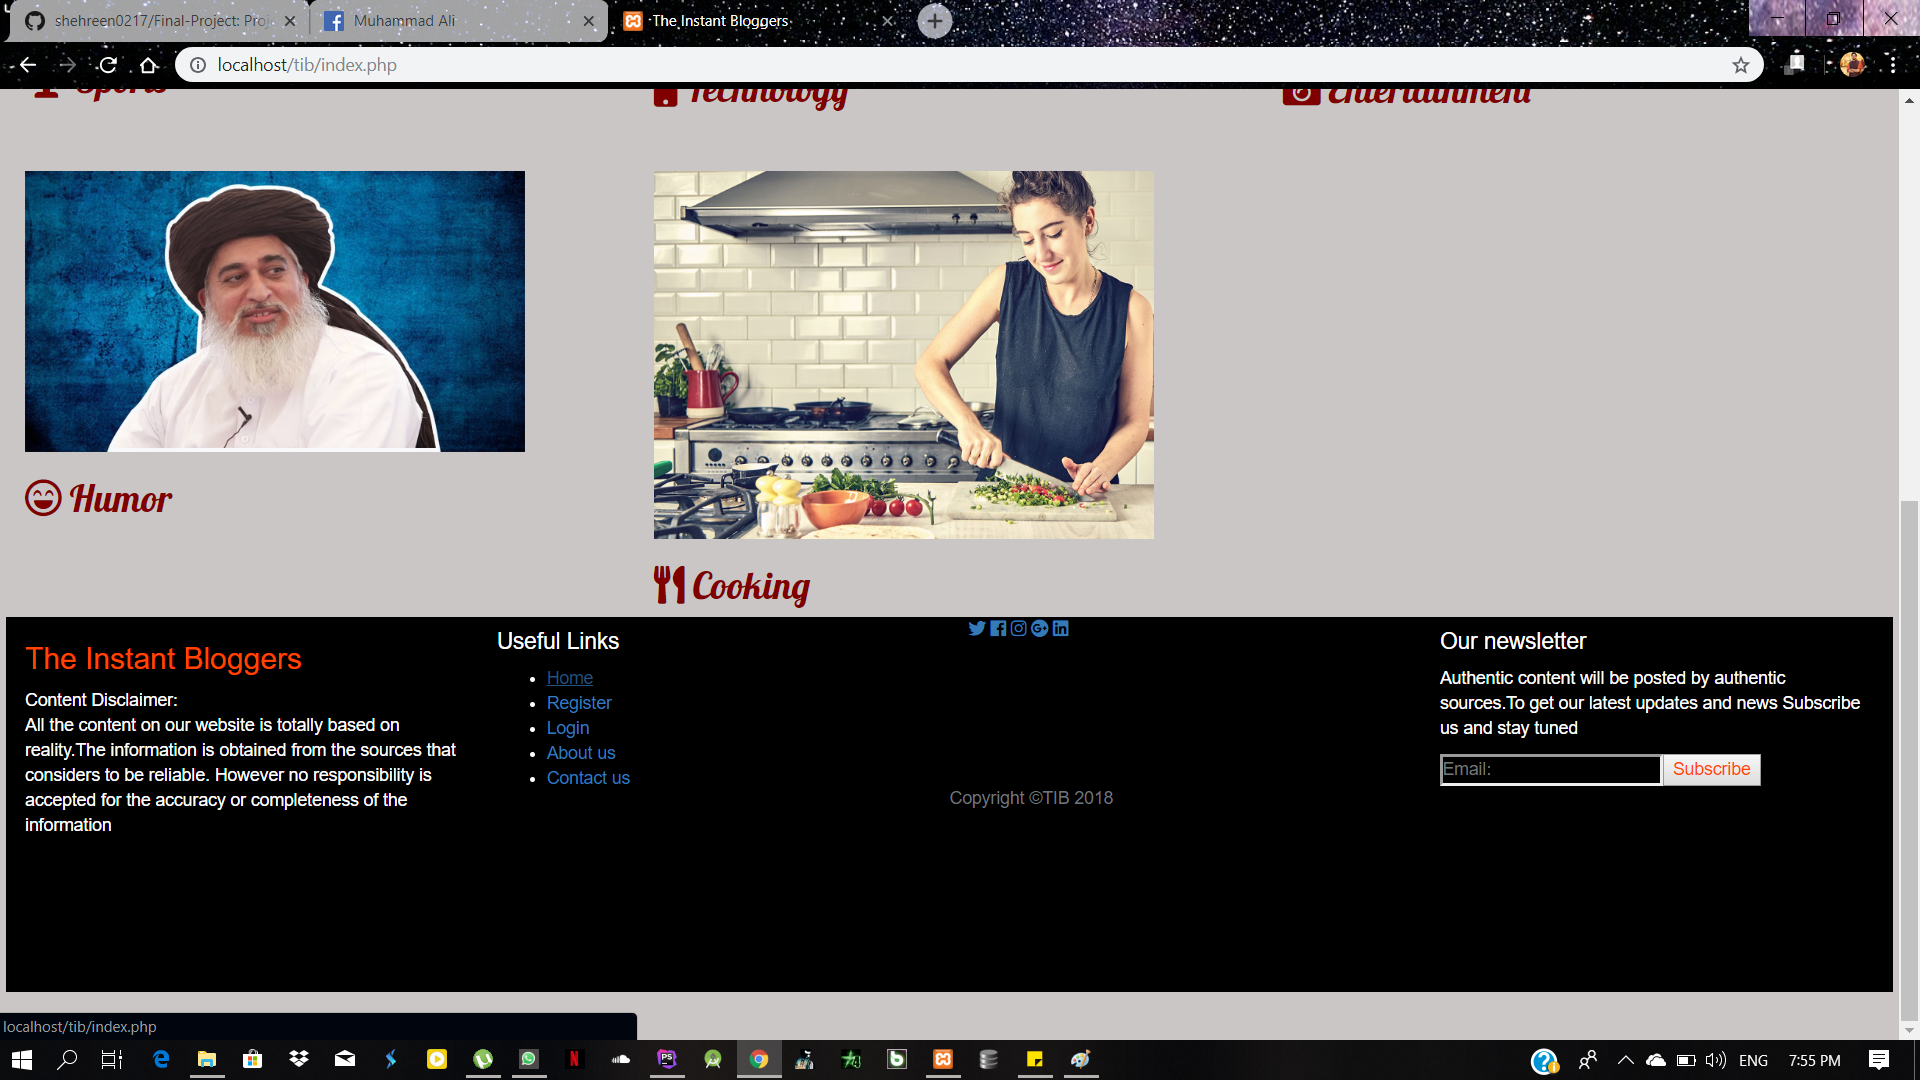 shehreen0217/Final-Project: Proj
Muhammad Ali
The Instant Bloggers
localhost/tib/index.php
Sports
Technology
Entertainment
Humor
Cooking
The Instant Bloggers
Content Disclaimer:
All the content on our website is totally based on
reality.The information is obtained from the sources that
considers to be reliable. However no responsibility is
accepted for the accuracy or completeness of the
information
Useful Links
Home
Register
Login
About us
Contact us
Copyright ©TIB 2018
Our newsletter
Authentic content will be posted by authentic
sources.To get our latest updates and news Subscribe
us and stay tuned
Email:
Subscribe
localhost/tib/index.php
ENG
7:55 PM